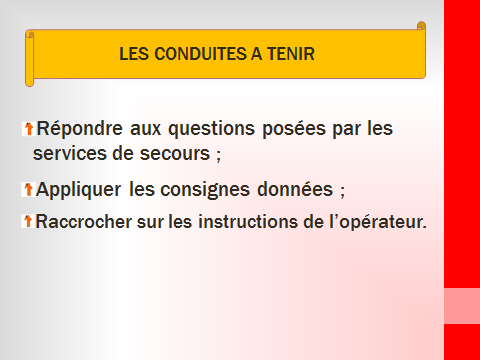 LES CONDUITES A TENIR
Répondre aux questions posées par les
services de secours ;
Appliquer les consignes données ;
Raccrocher sur les instructions de l’opérateur.